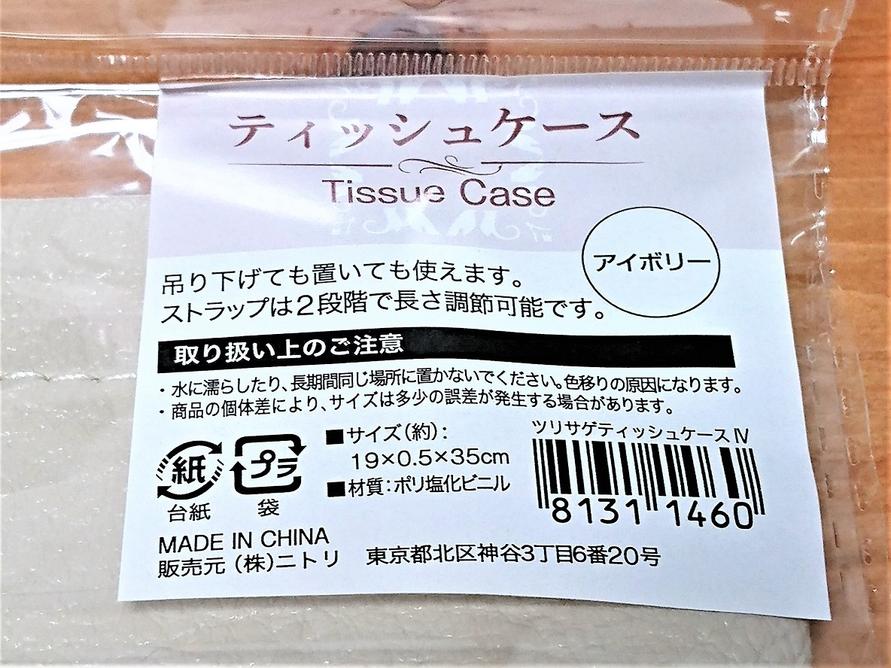 ティッシュケース
Tissue Case
アイボリー
吊り下げても置いても使えます。
ストラップは2段階で長さ調節可能です。
取り扱い上のご注意
・水に濡らしたり、長期間同じ場所に置かないでください。色移りの原因になります。
・商品の個体差により、サイズは多少の誤差が発生する場合があります。
紙
台紙
プラ
袋
■サイズ(約):
19×0.5×35cm
■材質:ポリ塩化ビニル
ツリサゲティッシュケース IV
8131 1460
MADE IN CHINA
販売元 (株)ニトリ 東京都北区神谷3丁目6番20号